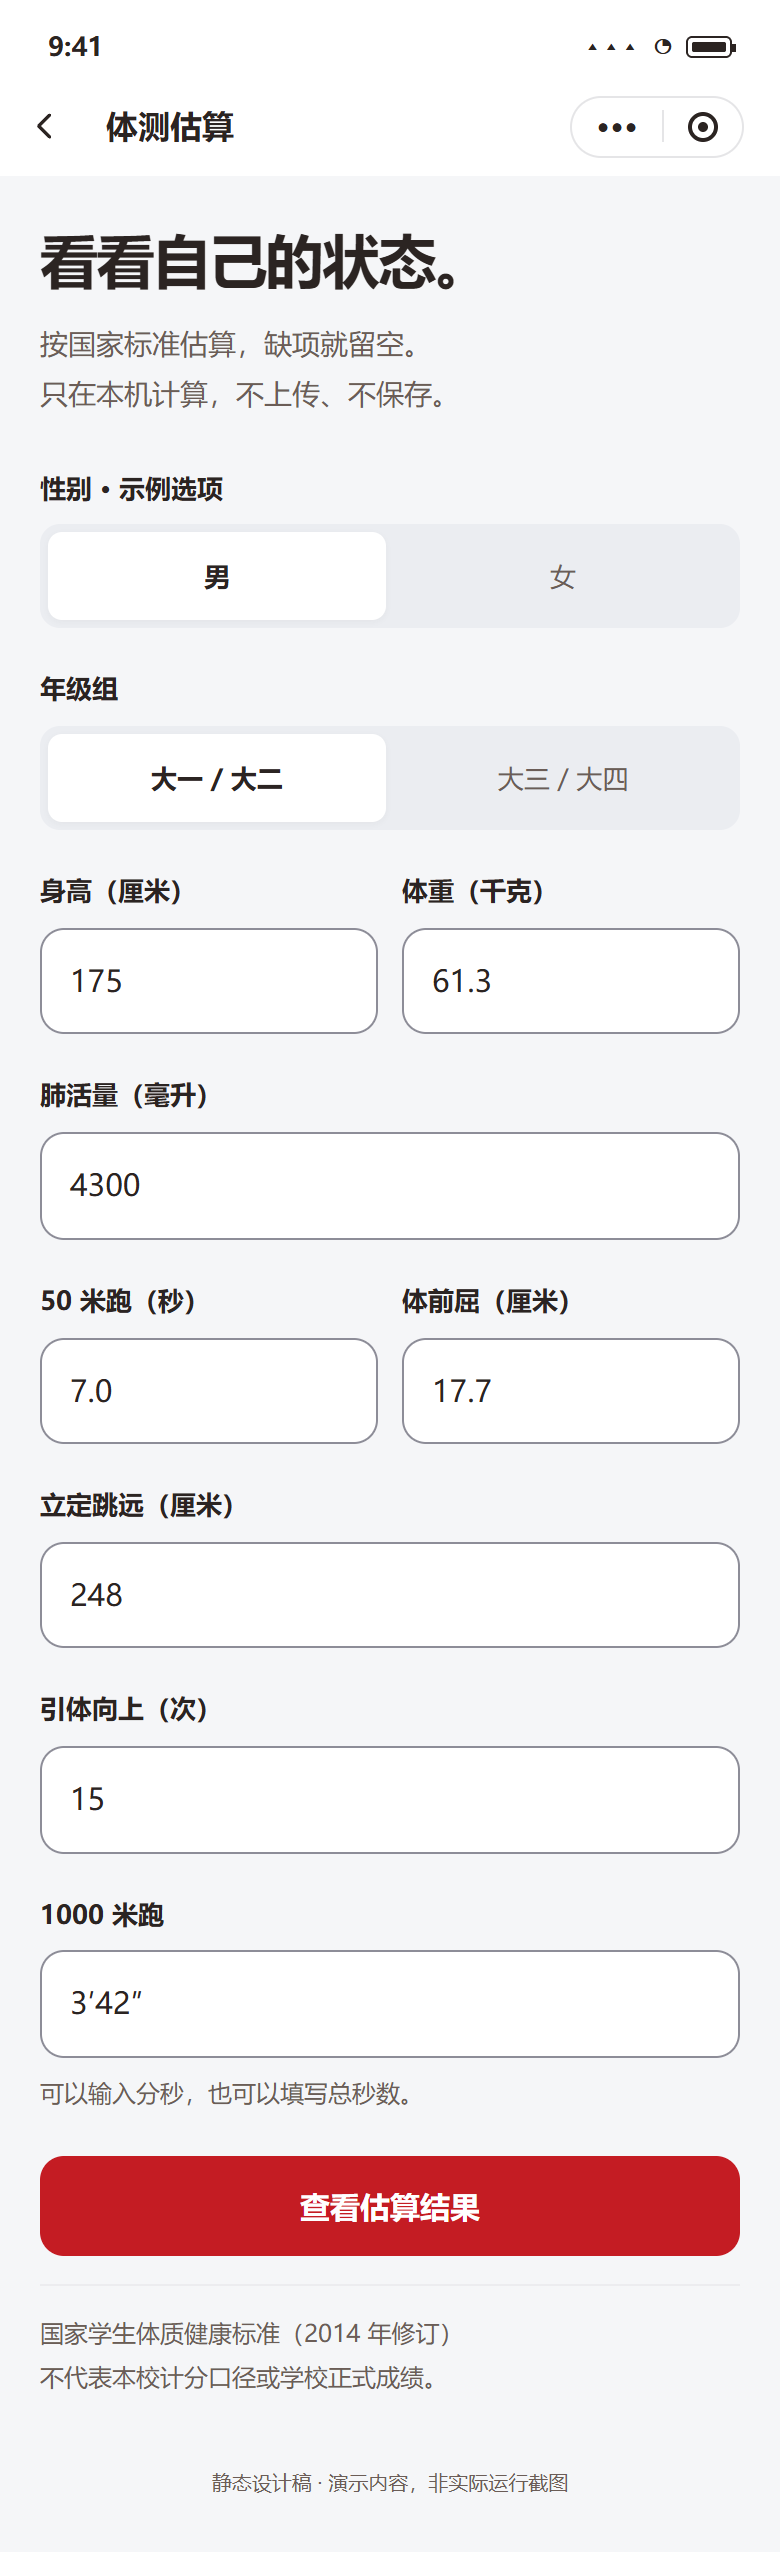 9:41
体测估算
看看自己的状态。
按国家标准估算，缺项就留空。
只在本机计算，不上传、不保存。
性别・示例选项
男 女
年级组
大一 / 大二 大三 / 大四
身高（厘米） 体重（千克）
175 61.3
肺活量（毫升）
4300
50 米跑（秒） 体前屈（厘米）
7.0 17.7
立定跳远（厘米）
248
引体向上（次）
15
1000 米跑
3′42″
可以输入分秒，也可以填写总秒数。
查看估算结果
国家学生体质健康标准（2014 年修订）
不代表本校计分口径或学校正式成绩。
静态设计稿 · 演示内容，非实际运行截图